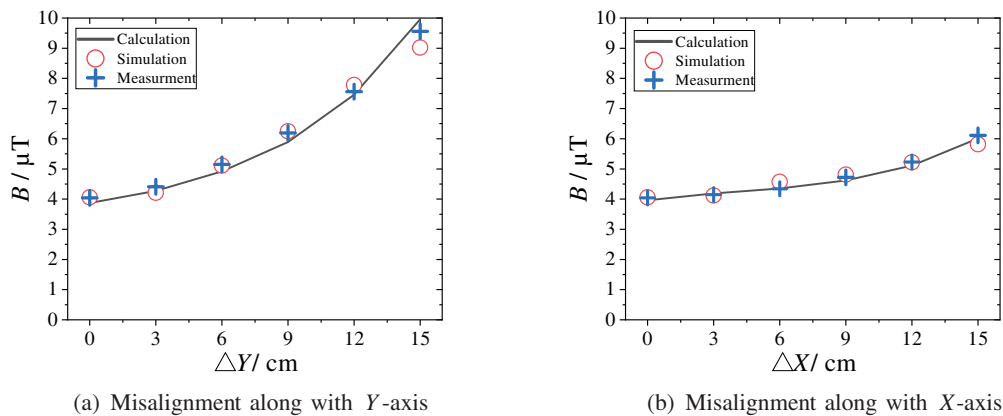 10
9
8
7
6
5
4
3
2
1
0
B / μT
Calculation
Simulation
Measurment
0 3 6 9 12 15
△Y/ cm
(a) Misalignment along with Y-axis
10
9
8
7
6
5
4
3
2
1
0
B / μT
Calculation
Simulation
Measurment
0 3 6 9 12 15
△X/ cm
(b) Misalignment along with X-axis